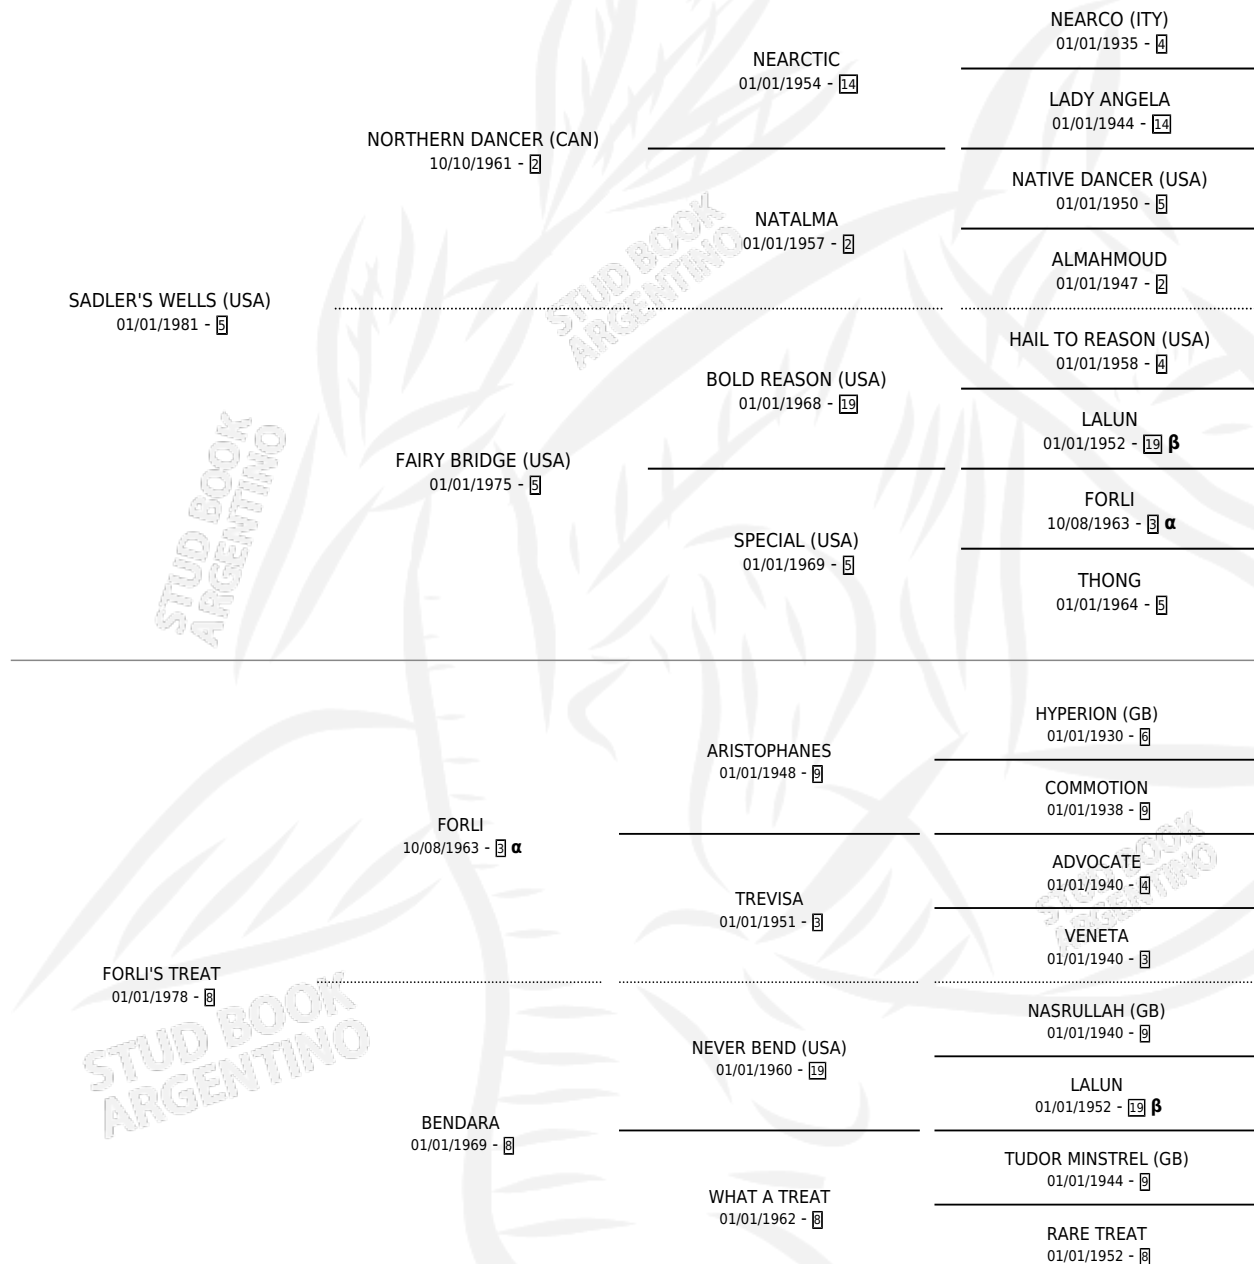 NEARCO (ITY)
01/01/1935 - 4
NEARCTIC
01/01/1954 - 14
LADY ANGELA
01/01/1944 - 14
NORTHERN DANCER (CAN)
10/10/1961 - 2
NATIVE DANCER (USA)
01/01/1950 - 5
NATALMA
01/01/1957 - 2
ALMAHMOUD
01/01/1947 - 2
SADLER'S WELLS (USA)
01/01/1981 - 5
HAIL TO REASON (USA)
01/01/1958 - 4
BOLD REASON (USA)
01/01/1968 - 19
LALUN
01/01/1952 - 19 β
FAIRY BRIDGE (USA)
01/01/1975 - 5
FORLI
10/08/1963 - 3 α
SPECIAL (USA)
01/01/1969 - 5
THONG
01/01/1964 - 5
HYPERION (GB)
01/01/1930 - 6
ARISTOPHANES
01/01/1948 - 9
COMMOTION
01/01/1938 - 9
FORLI
10/08/1963 - 3 α
ADVOCATE
01/01/1940 - 4
TREVISA
01/01/1951 - 3
VENETA
01/01/1940 - 3
FORLI'S TREAT
01/01/1978 - 8
NASRULLAH (GB)
01/01/1940 - 9
NEVER BEND (USA)
01/01/1960 - 19
LALUN
01/01/1952 - 19 β
BENDARA
01/01/1969 - 8
TUDOR MINSTREL (GB)
01/01/1944 - 9
WHAT A TREAT
01/01/1962 - 8
RARE TREAT
01/01/1952 - 8
STUD BOOK
ARGENTINO
STUD BOOK
ARGENTINO
STUD BOOK
ARGENTINO
STUD BOOK
ARGENTINO